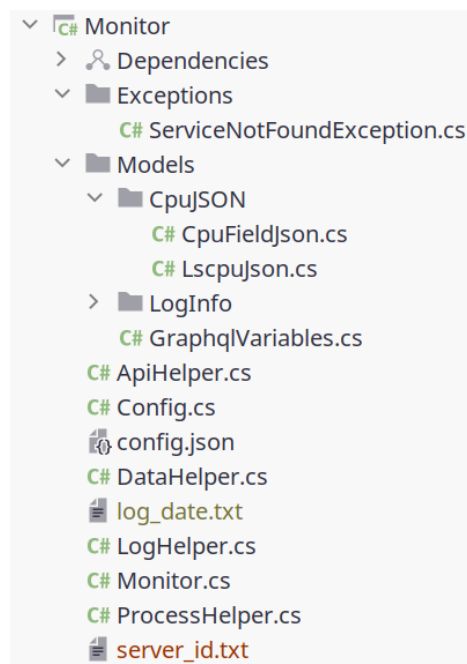 C# Monitor
Dependencies
Exceptions
C# ServiceNotFoundException.cs
Models
CpuJSON
C# CpuFieldJson.cs
C# LscpuJson.cs
LogInfo
C# GraphqlVariables.cs
C# ApiHelper.cs
C# Config.cs
{} config.json
C# DataHelper.cs
log_date.txt
C# LogHelper.cs
C# Monitor.cs
C# ProcessHelper.cs
server_id.txt